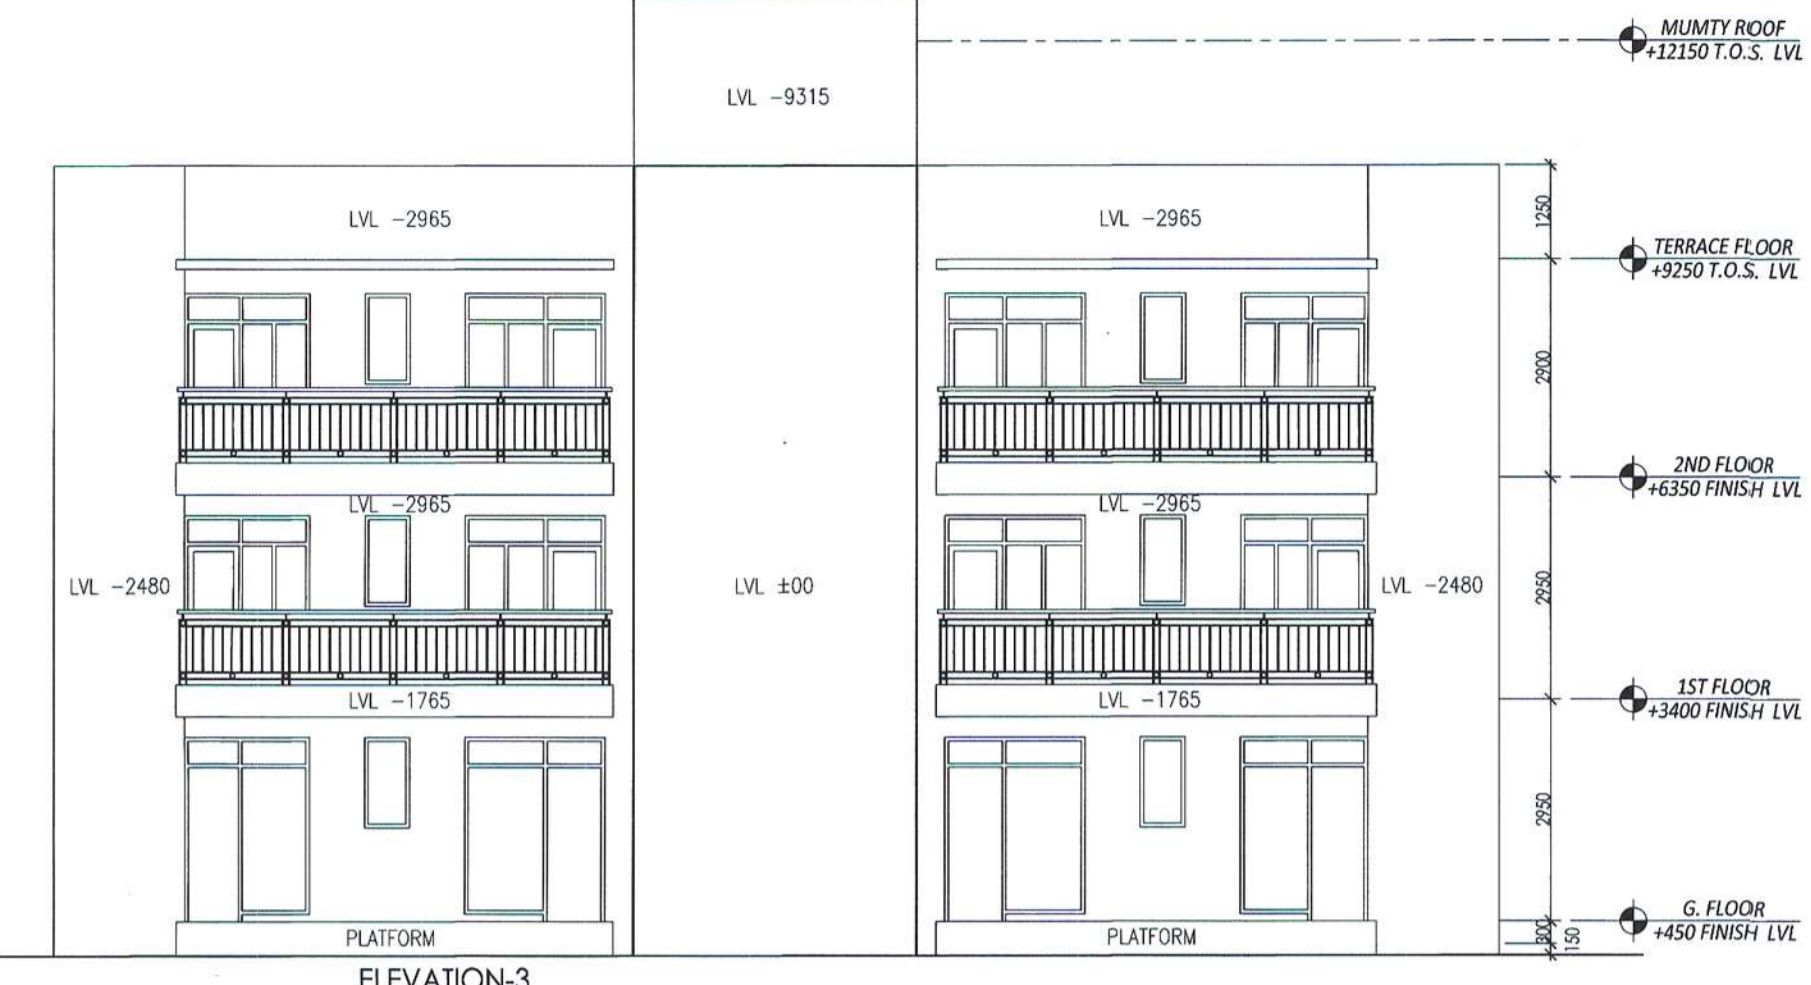 MUMTY ROOF
+12150 T.O.S. LVL
LVL -9315
LVL -2965
LVL -2965
1250
TERRACE FLOOR
+9250 T.O.S. LVL
2900
2ND FLOOR
+6350 FINISH LVL
LVL -2965
LVL -2965
LVL -2480
LVL ±00
LVL -2480
2950
LVL -1765
LVL -1765
1ST FLOOR
+3400 FINISH LVL
2950
G. FLOOR
+450 FINISH LVL
PLATFORM
PLATFORM
300
150
ELEVATION-3